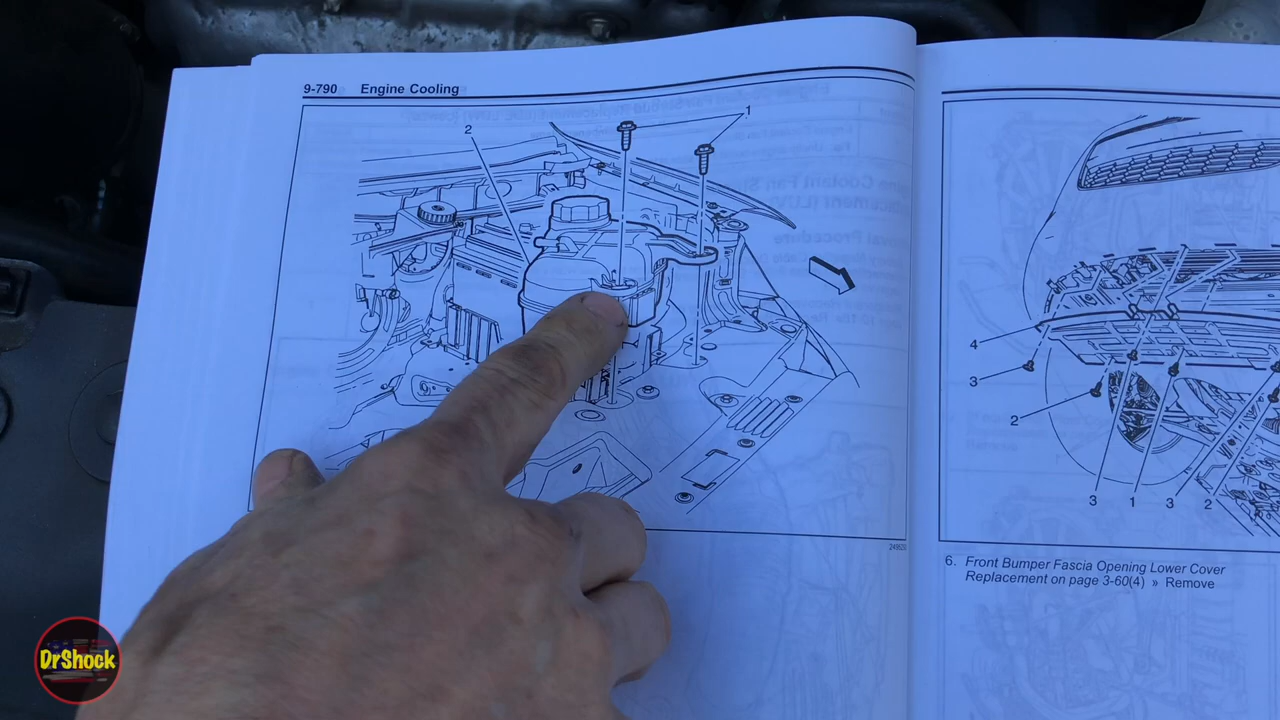 9-790 Engine Cooling
1
2
4
3
2
3 1 3 2
6. Front Bumper Fascia Opening Lower Cover
Replacement on page 3-60(4) » Remove
DrShock